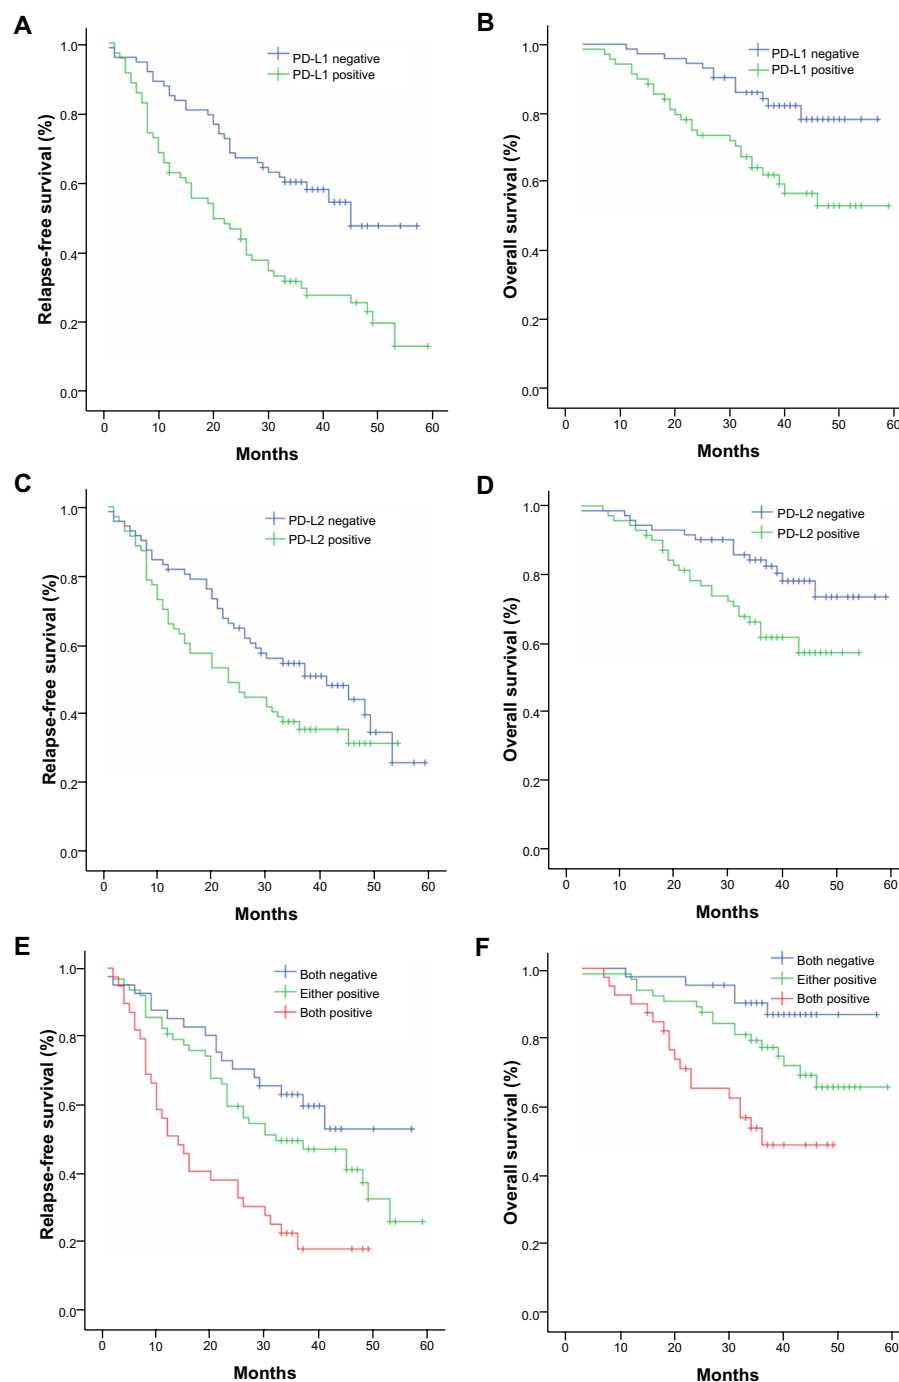 A
Relapse-free survival (%)
1.0
0.8
0.6
0.4
0.2
0.0
PD-L1 negative
PD-L1 positive
0 10 20 30 40 50 60
Months
B
Overall survival (%)
1.0
0.8
0.6
0.4
0.2
0.0
PD-L1 negative
PD-L1 positive
0 10 20 30 40 50 60
Months
C
Relapse-free survival (%)
1.0
0.8
0.6
0.4
0.2
0.0
PD-L2 negative
PD-L2 positive
0 10 20 30 40 50 60
Months
D
Overall survival (%)
1.0
0.8
0.6
0.4
0.2
0.0
PD-L2 negative
PD-L2 positive
0 10 20 30 40 50 60
Months
E
Relapse-free survival (%)
1.0
0.8
0.6
0.4
0.2
0.0
Both negative
Either positive
Both positive
0 10 20 30 40 50 60
Months
F
Overall survival (%)
1.0
0.8
0.6
0.4
0.2
0.0
Both negative
Either positive
Both positive
0 10 20 30 40 50 60
Months